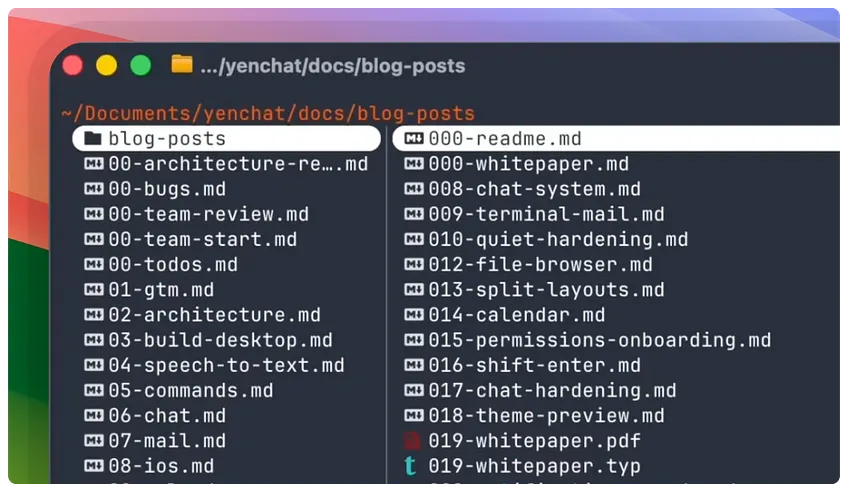 .../yenchat/docs/blog-posts
~/Documents/yenchat/docs/blog-posts
blog-posts
00-architecture-re….md
00-bugs.md
00-team-review.md
00-team-start.md
00-todos.md
01-gtm.md
02-architecture.md
03-build-desktop.md
04-speech-to-text.md
05-commands.md
06-chat.md
07-mail.md
08-ios.md
000-readme.md
000-whitepaper.md
008-chat-system.md
009-terminal-mail.md
010-quiet-hardening.md
012-file-browser.md
013-split-layouts.md
014-calendar.md
015-permissions-onboarding.md
016-shift-enter.md
017-chat-hardening.md
018-theme-preview.md
019-whitepaper.pdf
019-whitepaper.typ